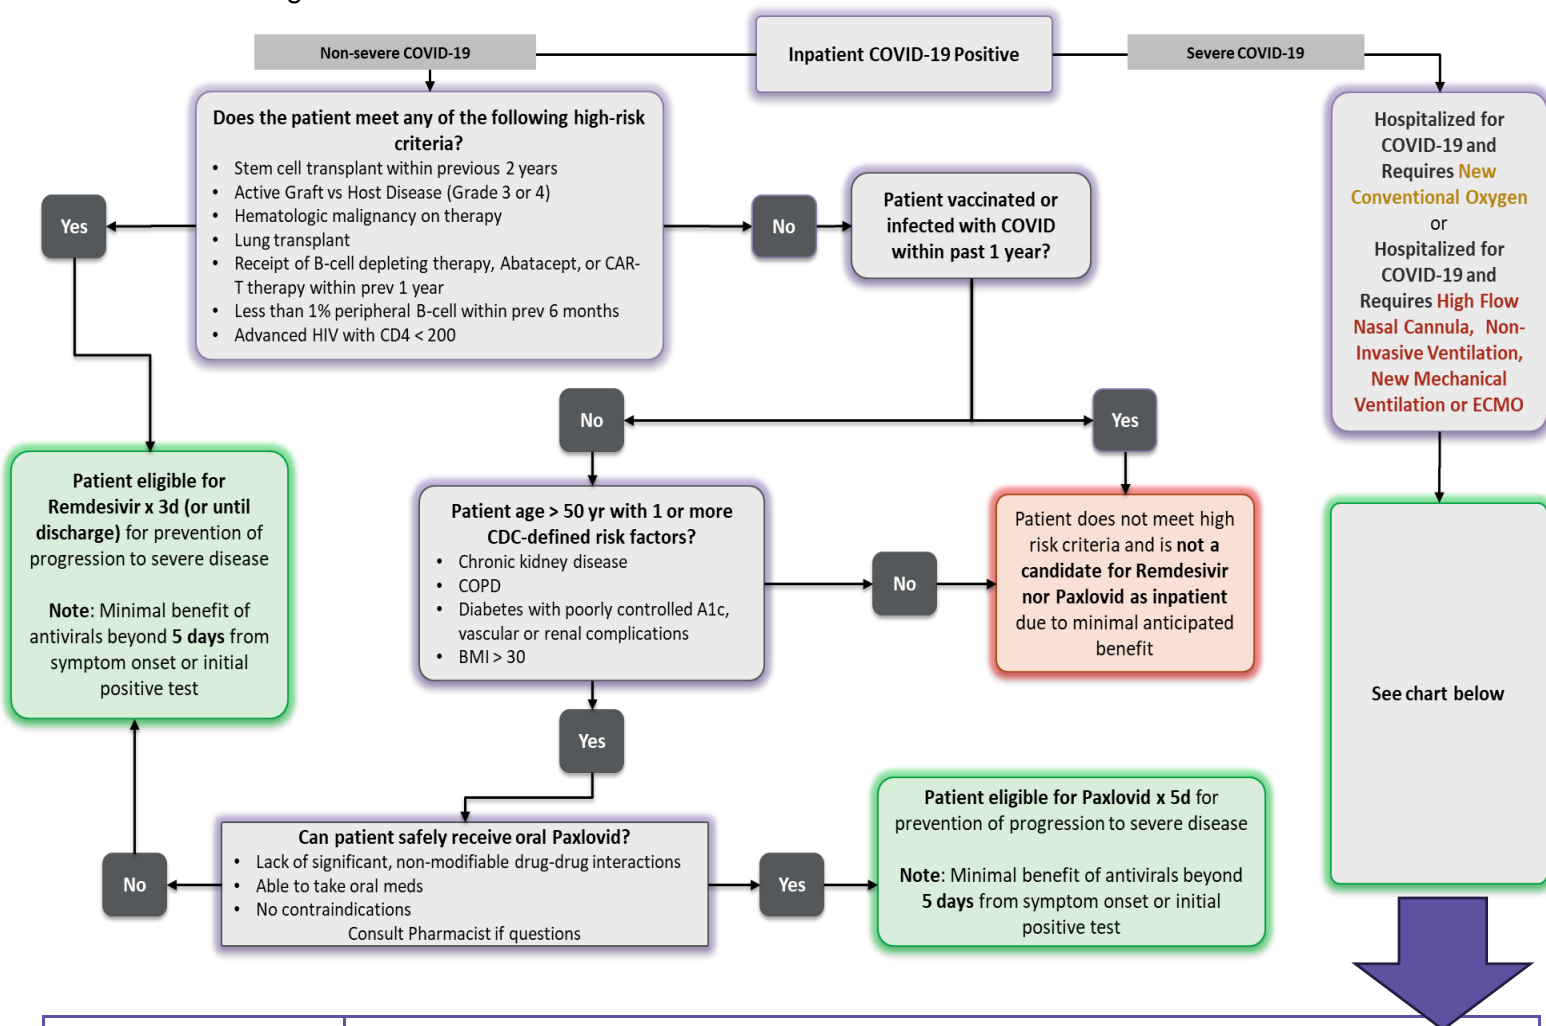 Non-severe COVID-19
Inpatient COVID-19 Positive
Severe COVID-19
Does the patient meet any of the following high-risk
criteria?
• Stem cell transplant within previous 2 years
• Active Graft vs Host Disease (Grade 3 or 4)
• Hematologic malignancy on therapy
• Lung transplant
• Receipt of B-cell depleting therapy, Abatacept, or CAR-
T therapy within prev 1 year
• Less than 1% peripheral B-cell within prev 6 months
• Advanced HIV with CD4 < 200
Yes
No
Patient vaccinated or
infected with COVID
within past 1 year?
Hospitalized for
COVID-19 and
Requires New
Conventional Oxygen
or
Hospitalized for
COVID-19 and
Requires High Flow
Nasal Cannula, Non-
Invasive Ventilation,
New Mechanical
Ventilation or ECMO
No
Yes
Patient eligible for
Remdesivir x 3d (or until
discharge) for prevention of
progression to severe disease
Note: Minimal benefit of
antivirals beyond 5 days from
symptom onset or initial
positive test
Patient age > 50 yr with 1 or more
CDC-defined risk factors?
• Chronic kidney disease
• COPD
• Diabetes with poorly controlled A1c,
vascular or renal complications
• BMI > 30
No
Patient does not meet high
risk criteria and is not a
candidate for Remdesivir
nor Paxlovid as inpatient
due to minimal anticipated
benefit
See chart below
Yes
Can patient safely receive oral Paxlovid?
• Lack of significant, non-modifiable drug-drug interactions
• Able to take oral meds
• No contraindications
Consult Pharmacist if questions
No
Yes
Patient eligible for Paxlovid x 5d for
prevention of progression to severe disease
Note: Minimal benefit of antivirals beyond
5 days from symptom onset or initial
positive test